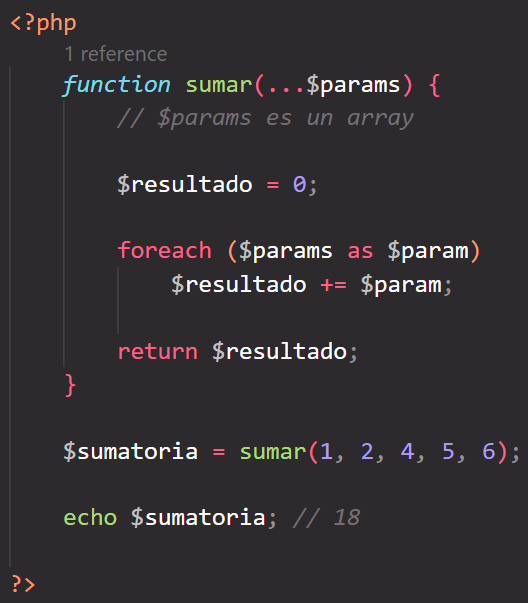 <?php
1 reference
function sumar(...$params) {
// $params es un array
$resultado = 0;
foreach ($params as $param)
$resultado += $param;
return $resultado;
}
$sumatoria = sumar(1, 2, 4, 5, 6);
echo $sumatoria; // 18
?>